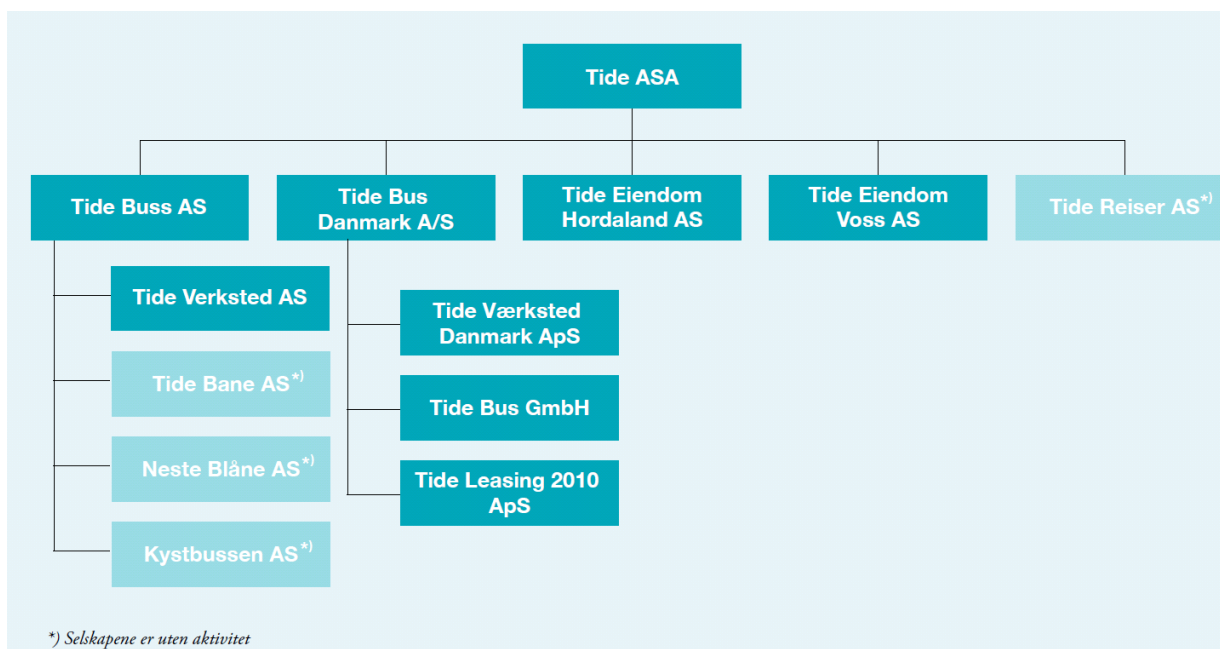 Tide ASA
Tide Buss AS
Tide Bus
Danmark A/S
Tide Eiendom
Hordaland AS
Tide Eiendom
Voss AS
Tide Reiser AS*)
Tide Verksted AS
Tide Bane AS*)
Neste Blåne AS*)
Kystbussen AS*)
Tide Værksted
Danmark ApS
Tide Bus GmbH
Tide Leasing 2010
ApS
*) Selskapene er uten aktivitet